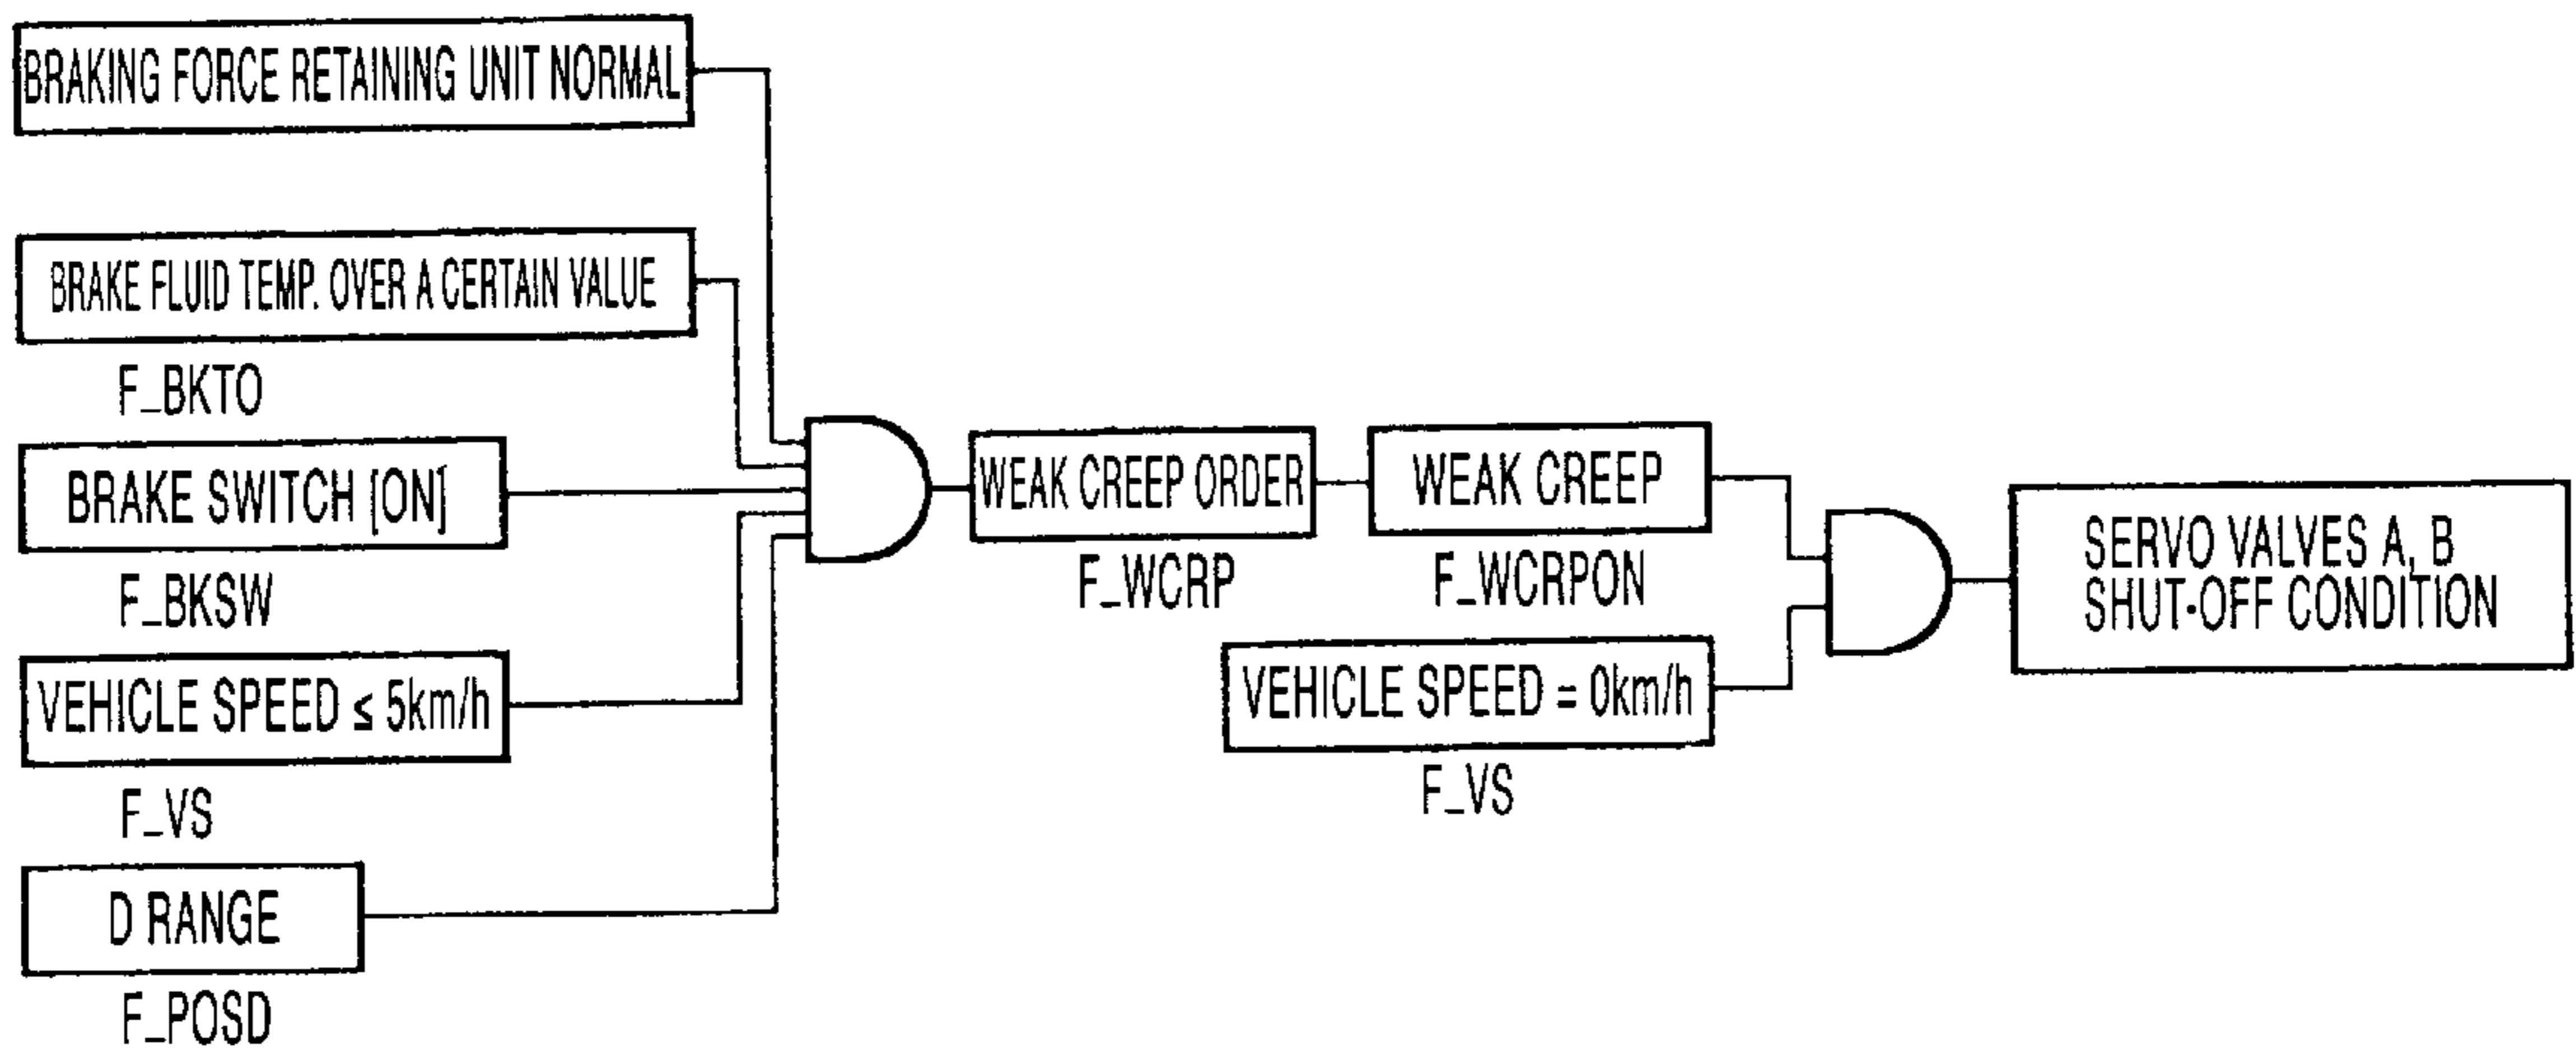 BRAKING FORCE RETAINING UNIT NORMAL
BRAKE FLUID TEMP. OVER A CERTAIN VALUE
F_BKTO
BRAKE SWITCH [ON]
F_BKSW
VEHICLE SPEED ≤ 5km/h
F_VS
D RANGE
F_POSD
WEAK CREEP ORDER
F_WCRP
WEAK CREEP
F_WCRPON
VEHICLE SPEED = 0km/h
F_VS
SERVO VALVES A, B
SHUT-OFF CONDITION